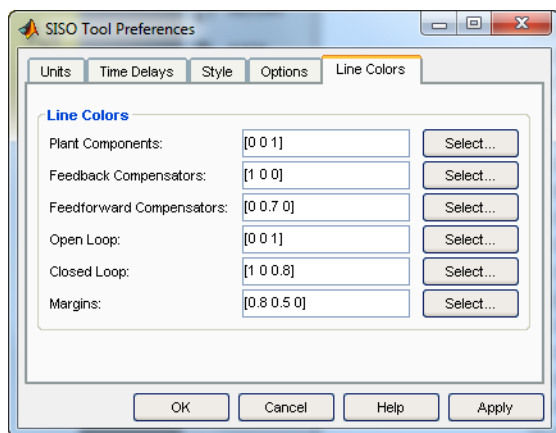 SISO Tool Preferences
Units Time Delays Style Options Line Colors
Line Colors
Plant Components: [0 0 1] Select...
Feedback Compensators: [1 0 0] Select...
Feedforward Compensators: [0 0.7 0] Select...
Open Loop: [0 0 1] Select...
Closed Loop: [1 0 0.8] Select...
Margins: [0.8 0.5 0] Select...
OK Cancel Help Apply